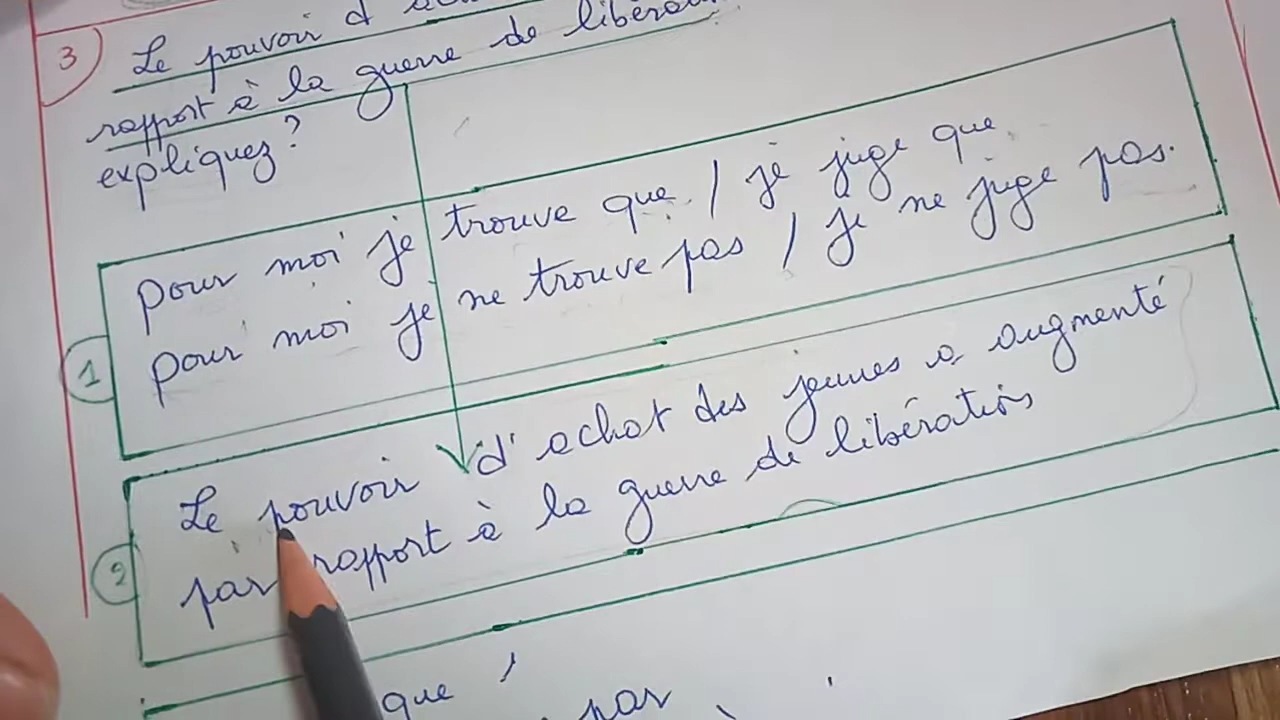 3 Le pouvoir d'
rapport à la guerre de libération
expliquez?
pour moi je trouve que / je juge que
pour moi je ne trouve pas / je ne juge pas.
1
Le pouvoir d'achat des jeunes a augmenté
par rapport à la guerre de libération
2
que
par